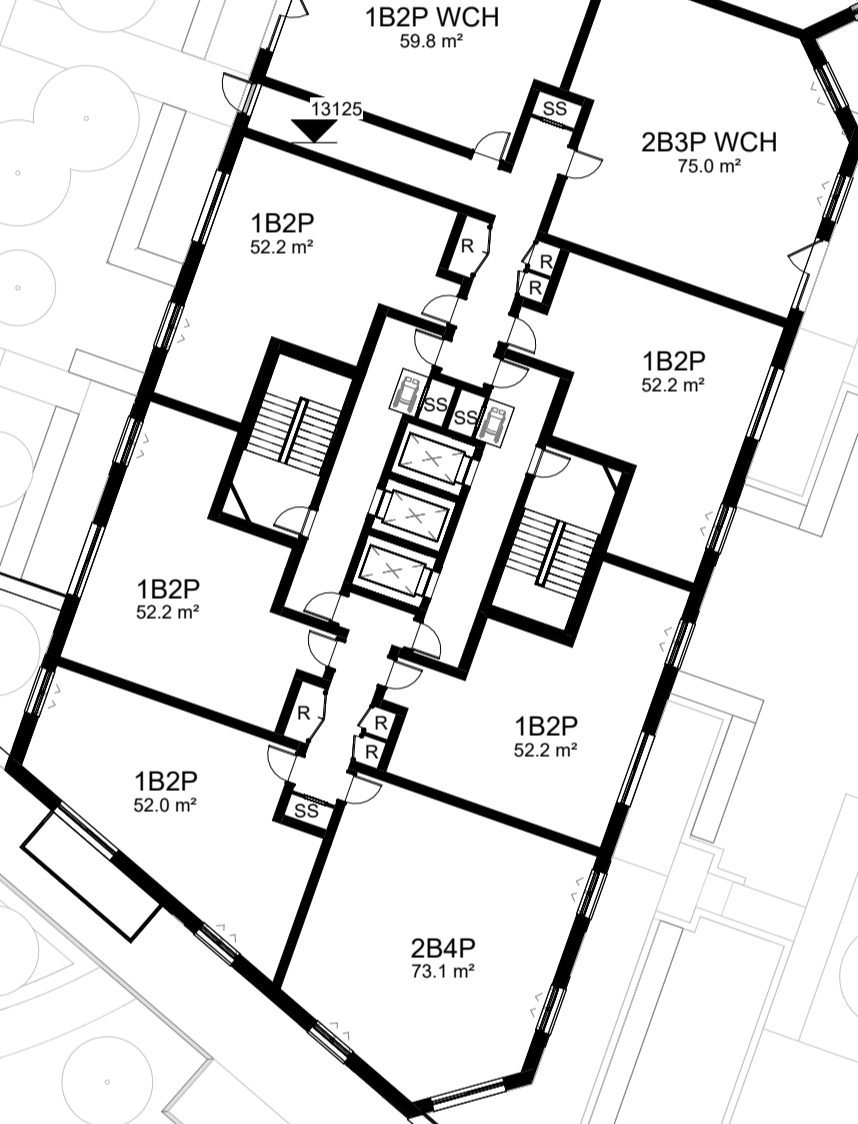 1B2P WCH
59.8 m²
13125
SS
2B3P WCH
75.0 m²
1B2P
52.2 m²
R
R
R
1B2P
52.2 m²
SS
SS
1B2P
52.2 m²
R
R
R
1B2P
52.2 m²
1B2P
52.0 m²
SS
2B4P
73.1 m²